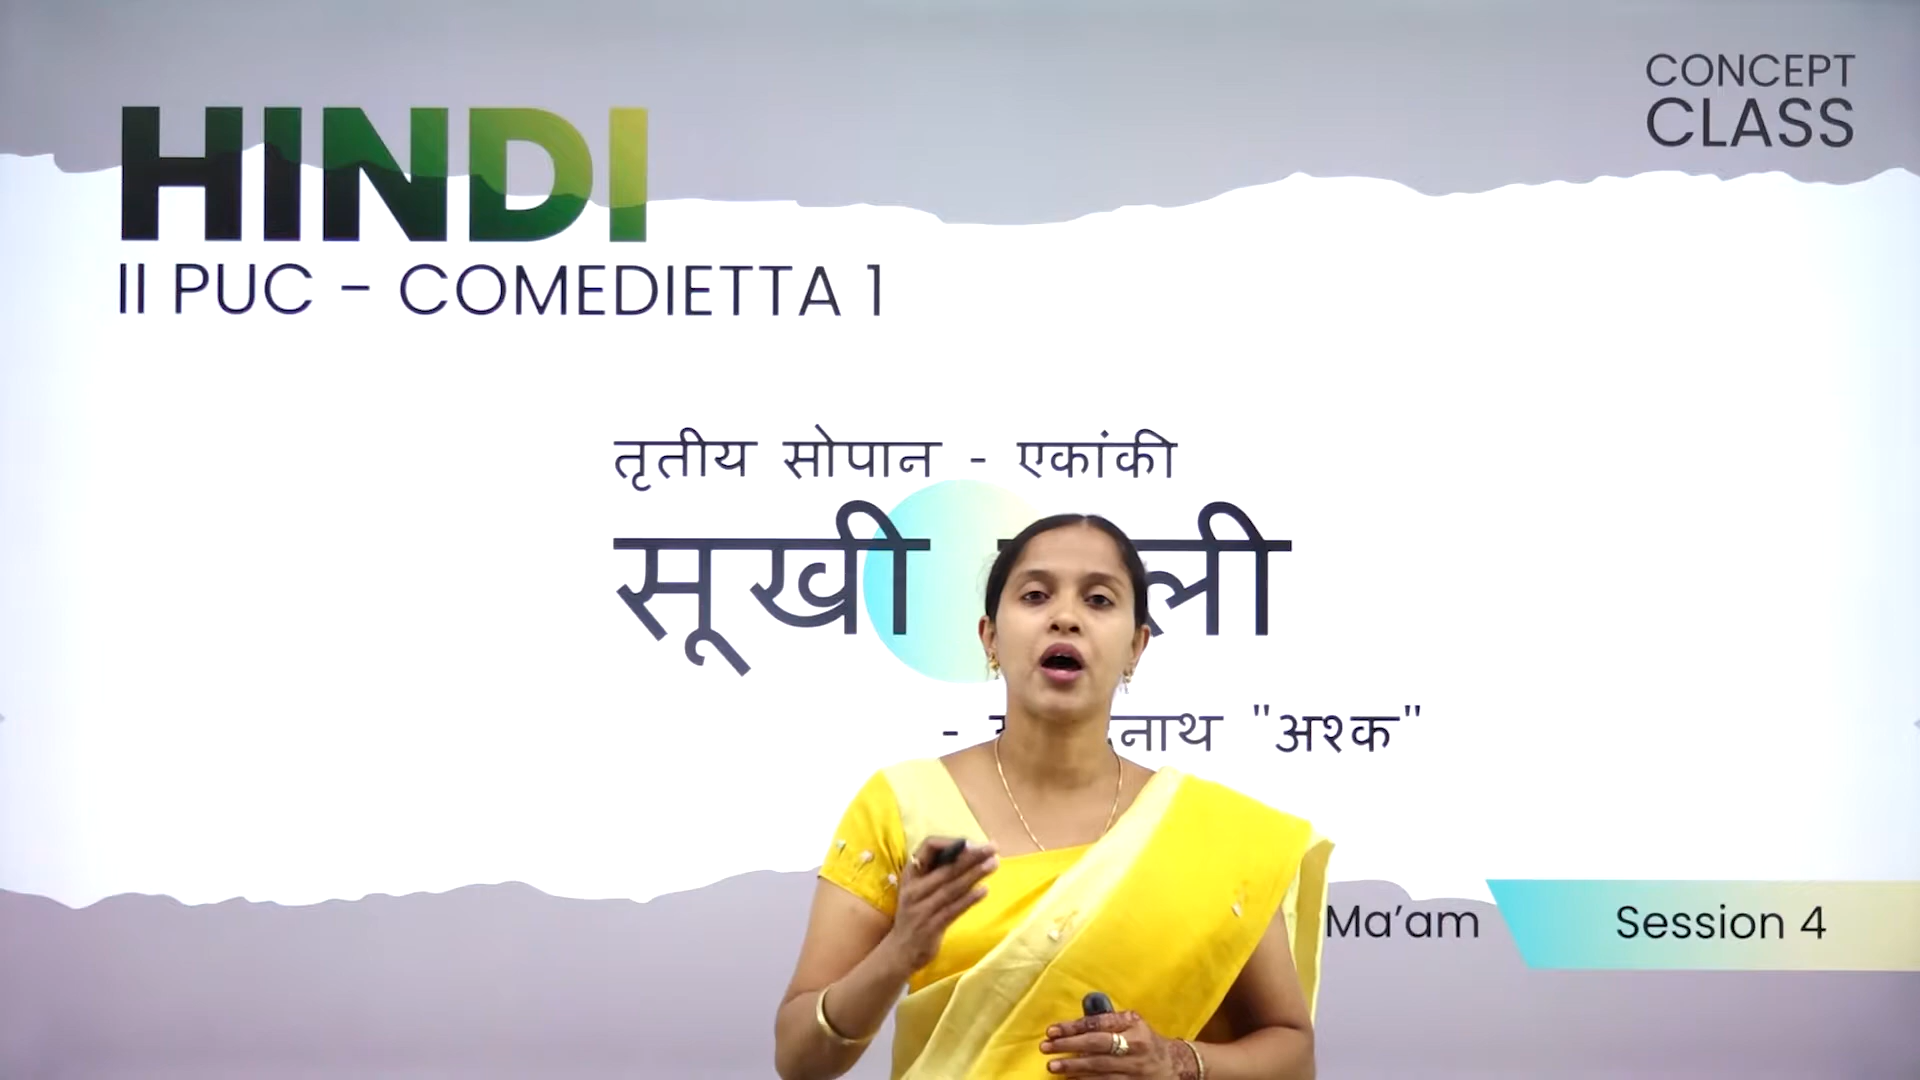 CONCEPT
CLASS
HINDI
II PUC - COMEDIETTA 1
तृतीय सोपान - एकांकी
सूखी
- "अश्क"
Ma’am
Session 4